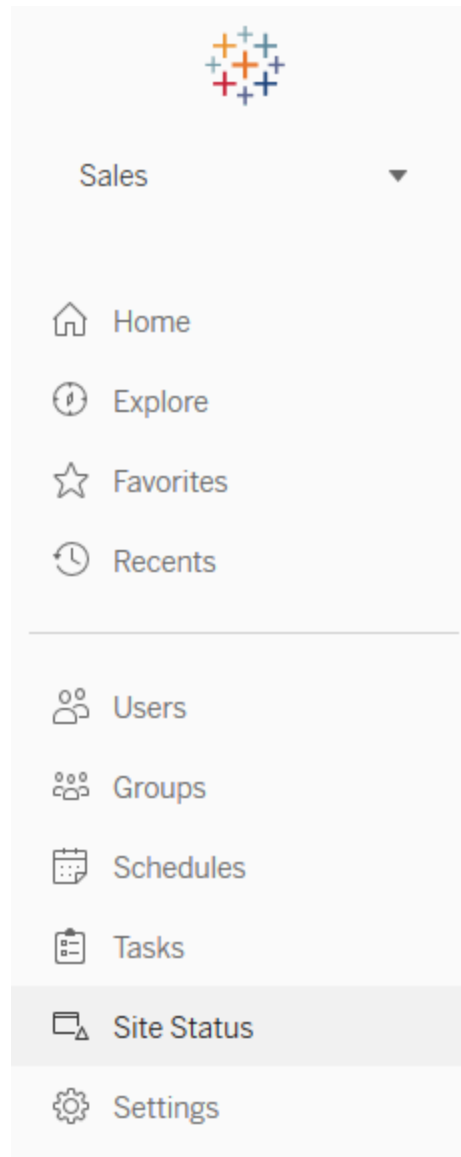 Sales
Home
Explore
Favorites
Recents
Users
Groups
Schedules
Tasks
Site Status
Settings